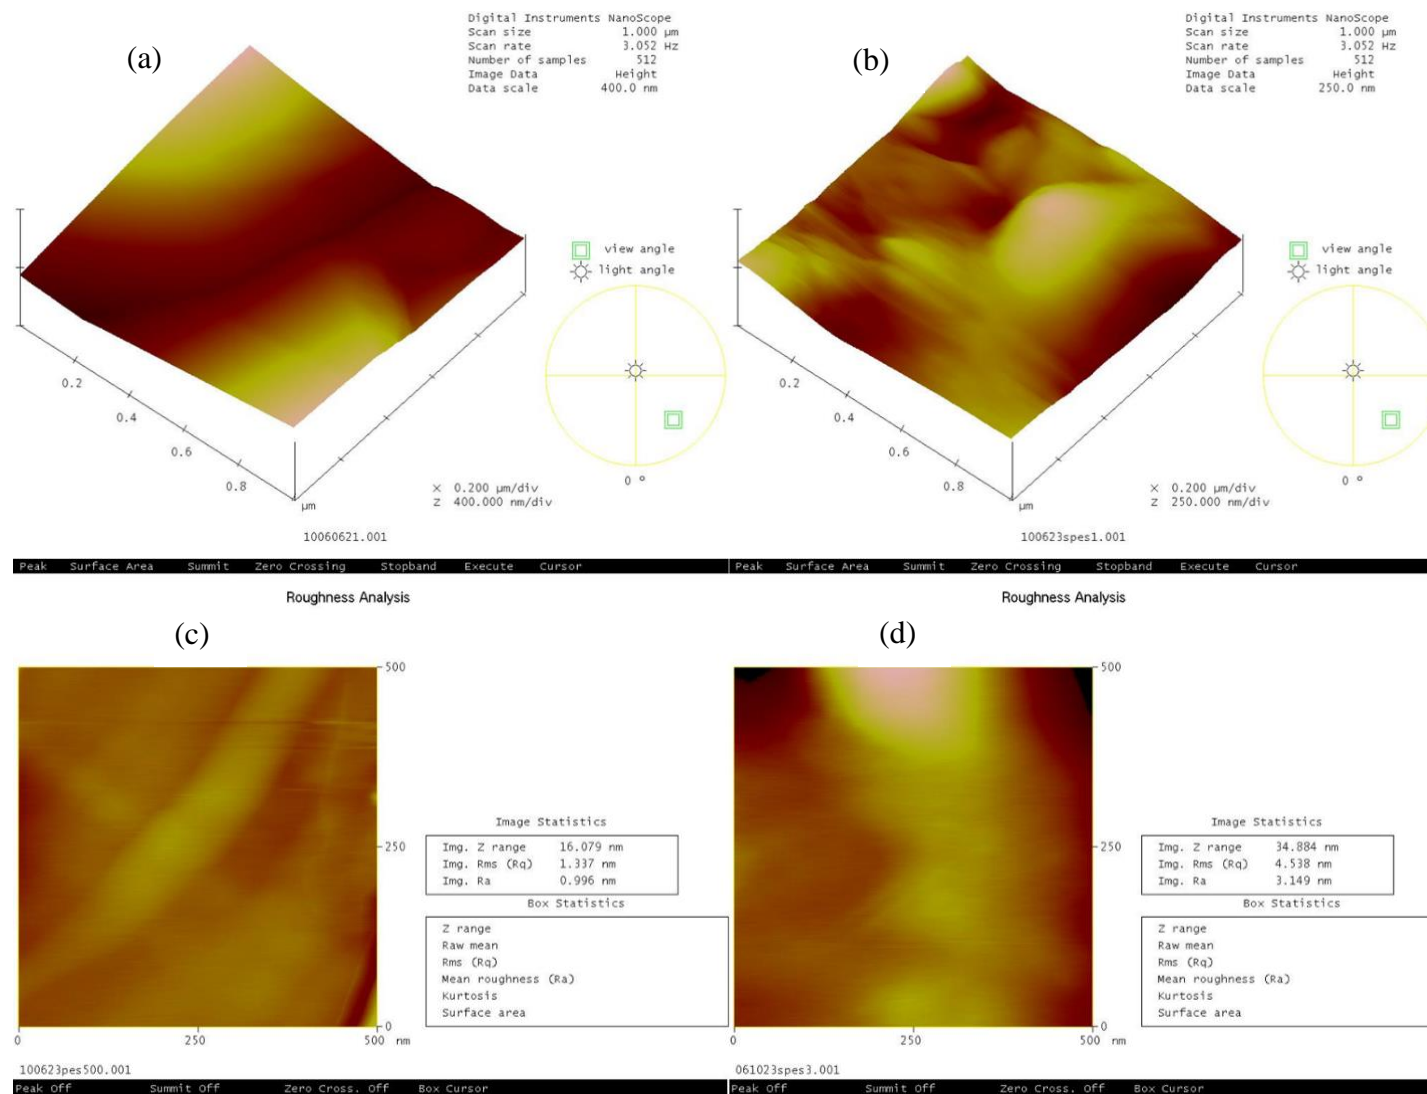 (a)
Digital Instruments NanoScope
Scan size 1.000 µm
Scan rate 3.052 Hz
Number of samples 512
Image Data Height
Data scale 400.0 nm
view angle
light angle
0.2
0.4
0.6
0.8
µm
X 0.200 µm/div
Z 400.000 nm/div
0 º
10060621.001
(b)
Digital Instruments NanoScope
Scan size 1.000 µm
Scan rate 3.052 Hz
Number of samples 512
Image Data Height
Data scale 250.0 nm
view angle
light angle
0.2
0.4
0.6
0.8
µm
X 0.200 µm/div
Z 250.000 nm/div
0 º
100623spes1.001
Peak Surface Area Summit Zero Crossing Stopband Execute Cursor
Roughness Analysis
(c)
500
250
0
0 250 500 nm
Image Statistics
Img. Z range 16.079 nm
Img. Rms (Rq) 1.337 nm
Img. Ra 0.996 nm
Box Statistics
Z range
Raw mean
Rms (Rq)
Mean roughness (Ra)
Kurtosis
Surface area
100623pes500.001
Peak Off Summit Off Zero Cross. Off Box Cursor
Peak Surface Area Summit Zero Crossing Stopband Execute Cursor
Roughness Analysis
(d)
500
250
0
0 250 500 nm
Image Statistics
Img. Z range 34.884 nm
Img. Rms (Rq) 4.538 nm
Img. Ra 3.149 nm
Box Statistics
Z range
Raw mean
Rms (Rq)
Mean roughness (Ra)
Kurtosis
Surface area
061023spes3.001
Peak Off Summit Off Zero Cross. Off Box Cursor